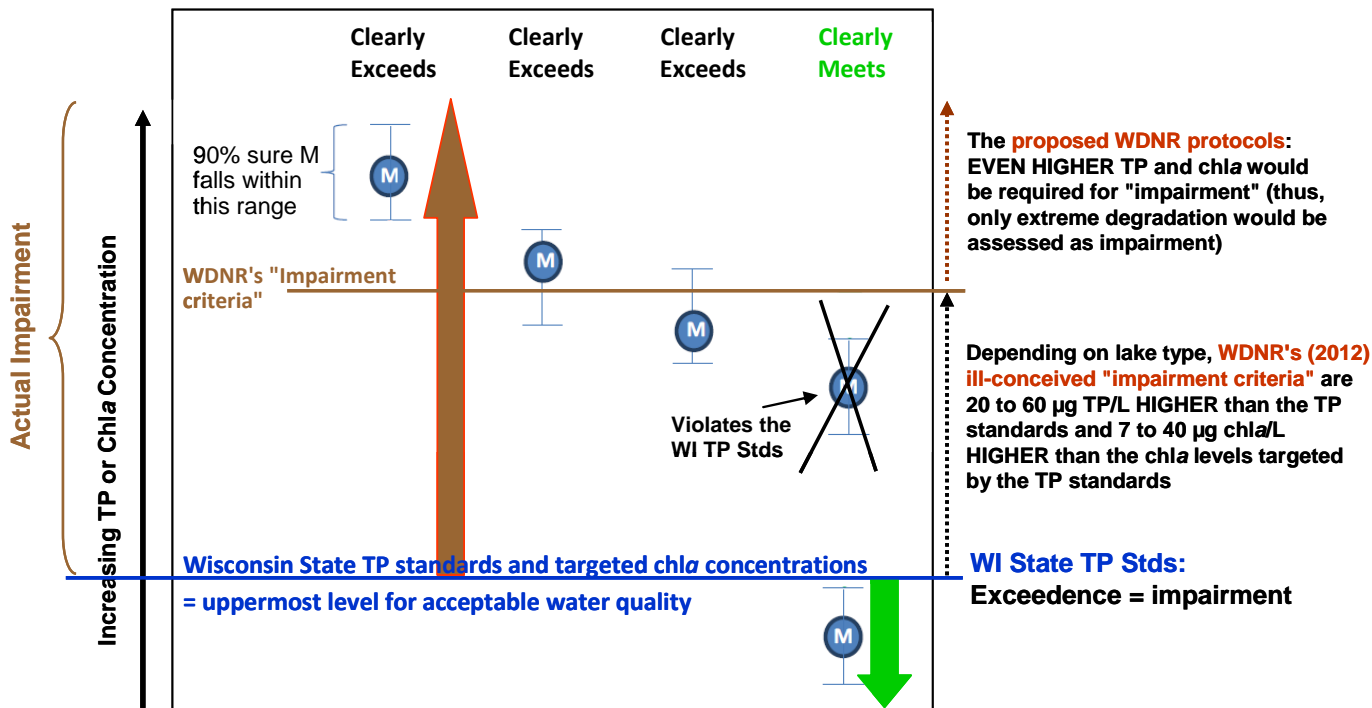 Clearly
Exceeds
Clearly
Exceeds
Clearly
Exceeds
Clearly
Meets
Actual Impairment
Increasing TP or Chla Concentration
90% sure M
falls within
this range
M
M
M
M
M
WDNR's "Impairment
criteria"
Violates the
WI TP Stds
Wisconsin State TP standards and targeted chla concentrations
= uppermost level for acceptable water quality
The proposed WDNR protocols:
EVEN HIGHER TP and chla would
be required for "impairment" (thus,
only extreme degradation would be
assessed as impairment)
Depending on lake type, WDNR's (2012)
ill-conceived "impairment criteria" are
20 to 60 µg TP/L HIGHER than the TP
standards and 7 to 40 µg chla/L
HIGHER than the chla levels targeted
by the TP standards
WI State TP Stds:
Exceedence = impairment